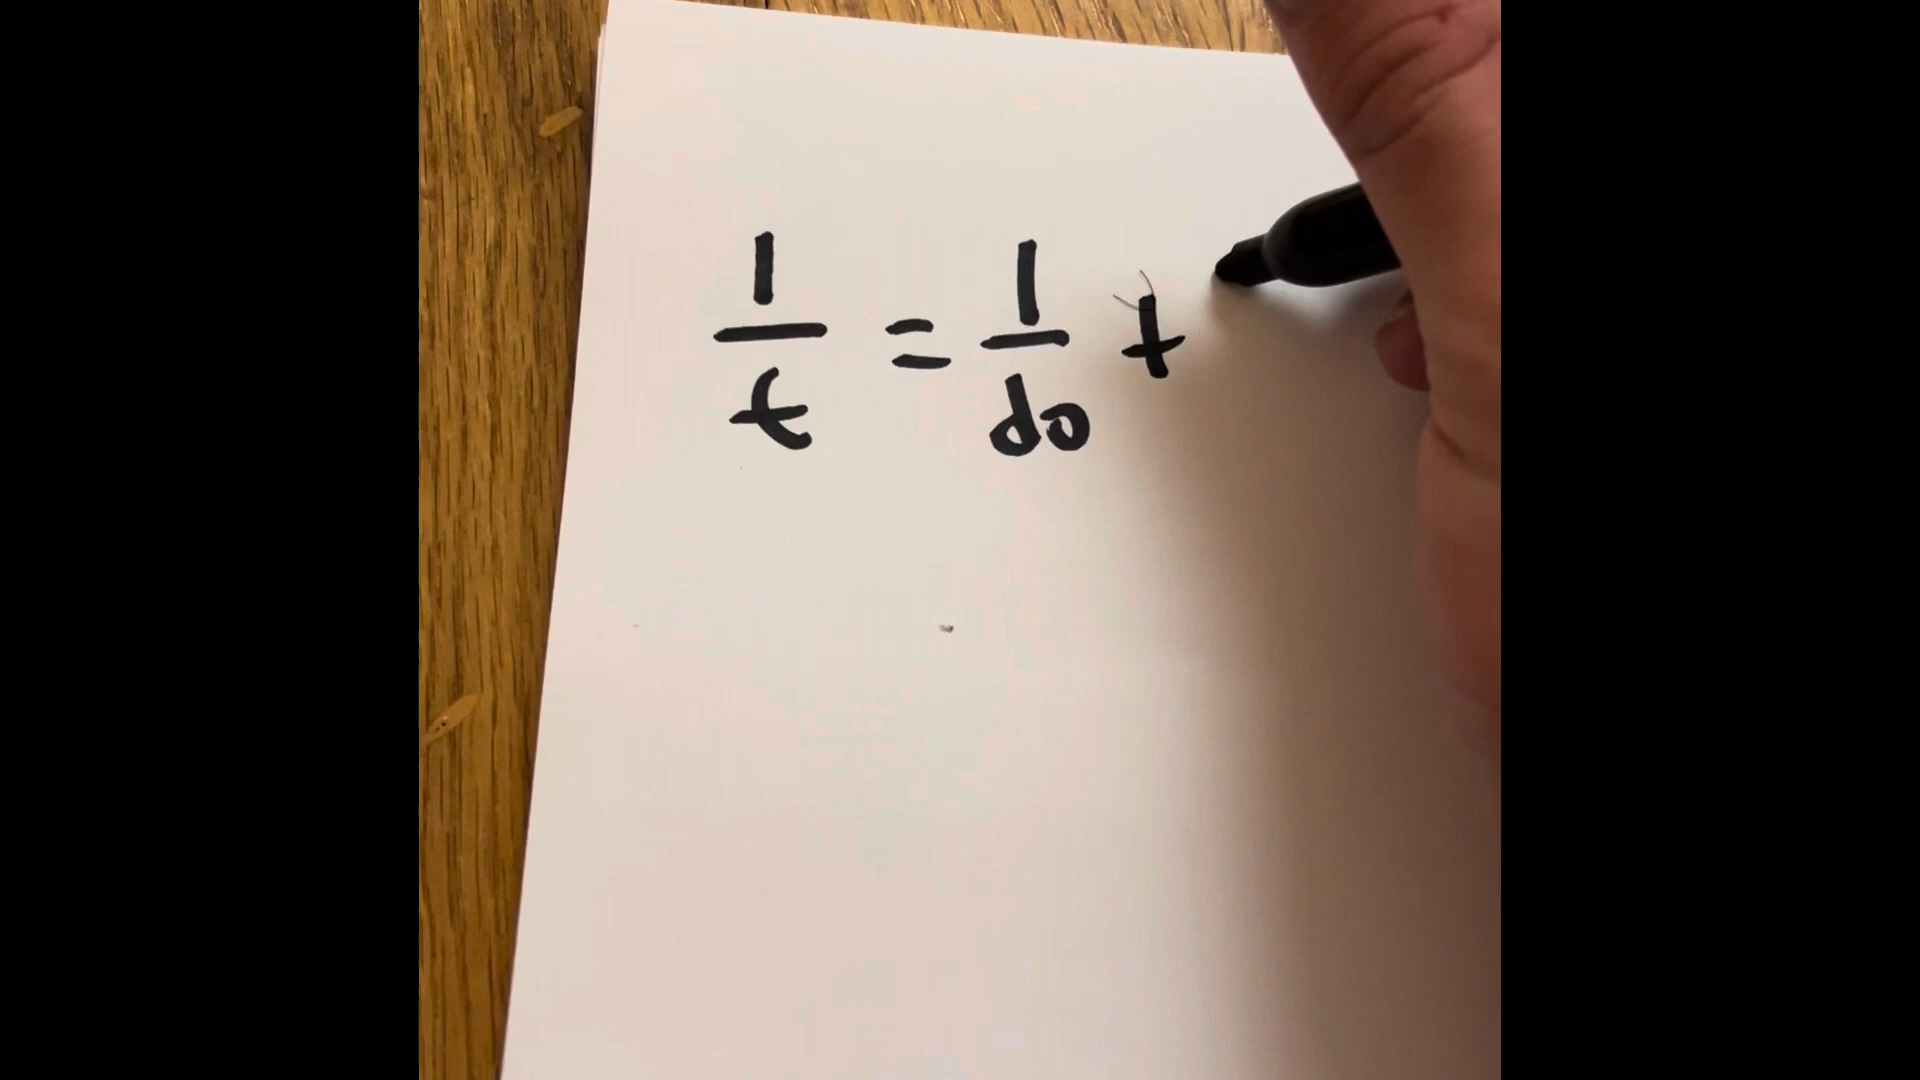 1/f = 1/do +